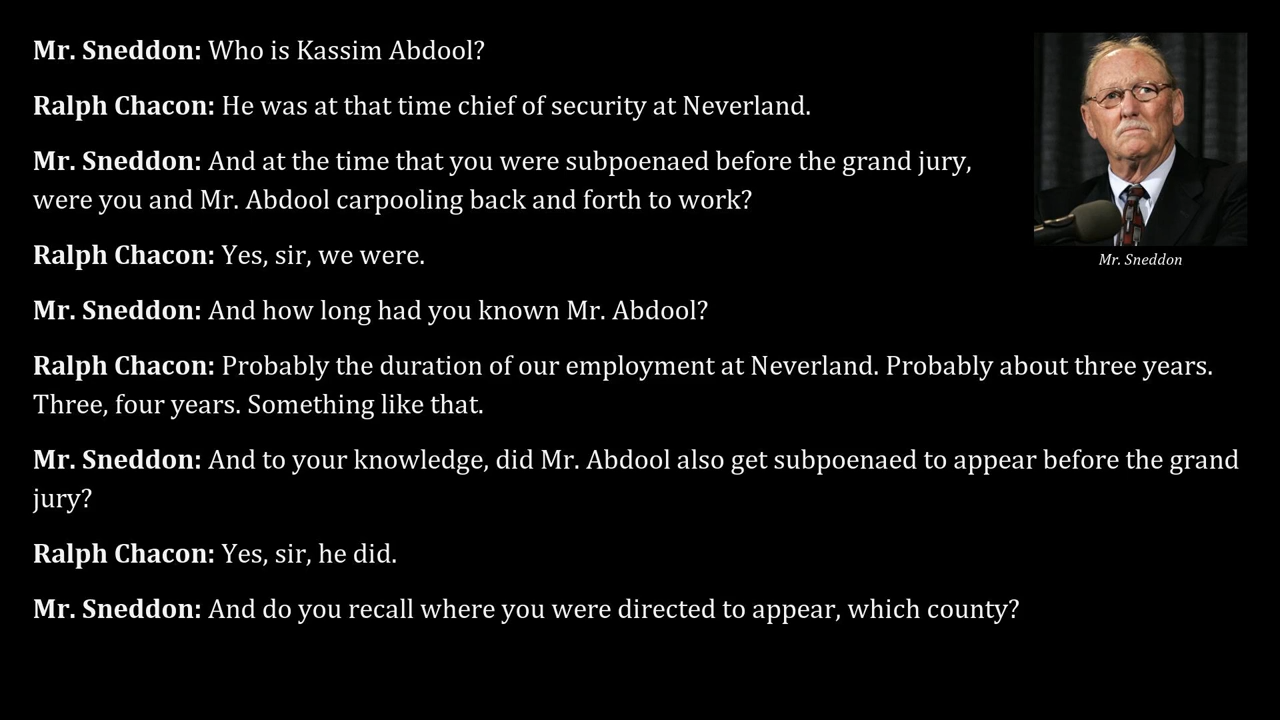 Mr. Sneddon: Who is Kassim Abdool?
Ralph Chacon: He was at that time chief of security at Neverland.
Mr. Sneddon: And at the time that you were subpoenaed before the grand jury,
were you and Mr. Abdool carpooling back and forth to work?
Ralph Chacon: Yes, sir, we were.
Mr. Sneddon
Mr. Sneddon: And how long had you known Mr. Abdool?
Ralph Chacon: Probably the duration of our employment at Neverland. Probably about three years.
Three, four years. Something like that.
Mr. Sneddon: And to your knowledge, did Mr. Abdool also get subpoenaed to appear before the grand
jury?
Ralph Chacon: Yes, sir, he did.
Mr. Sneddon: And do you recall where you were directed to appear, which county?